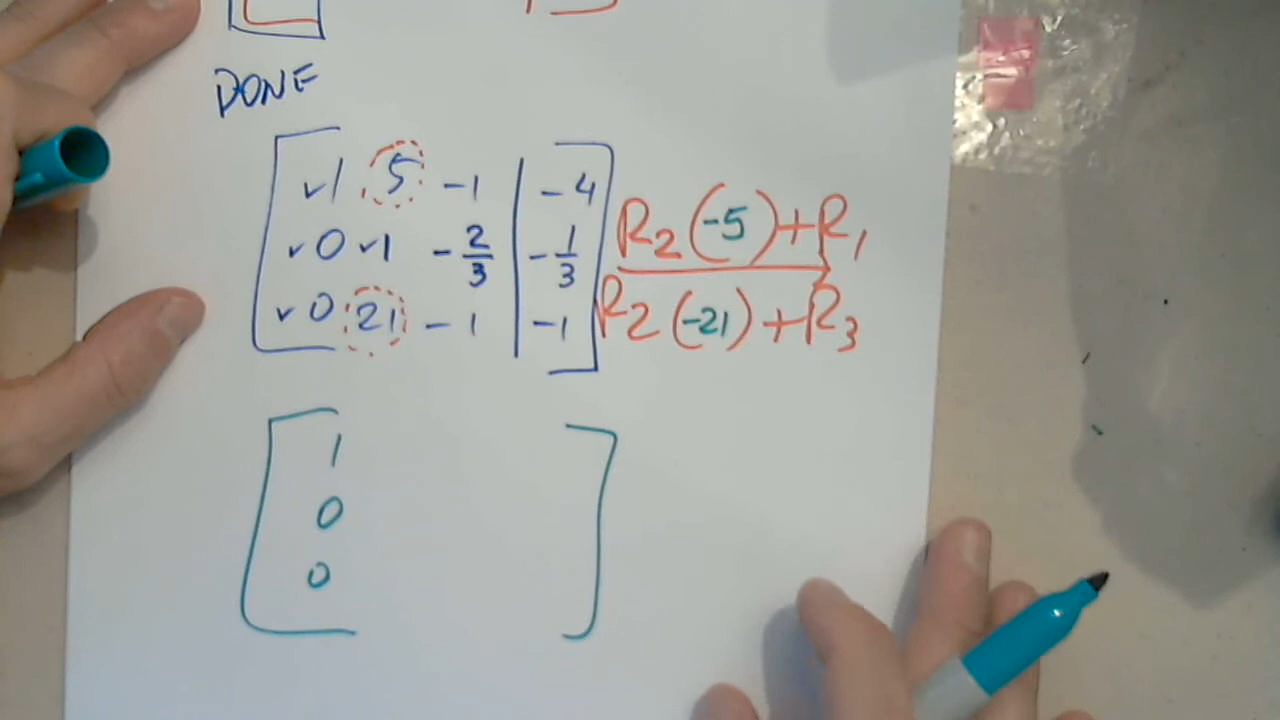 DONE
✓1 5 -1 | -4
✓0 ✓1 -2/3 | -1/3
✓0 21 -1 | -1
R2(-5)+R1
R2(-21)+R3
1
0
0